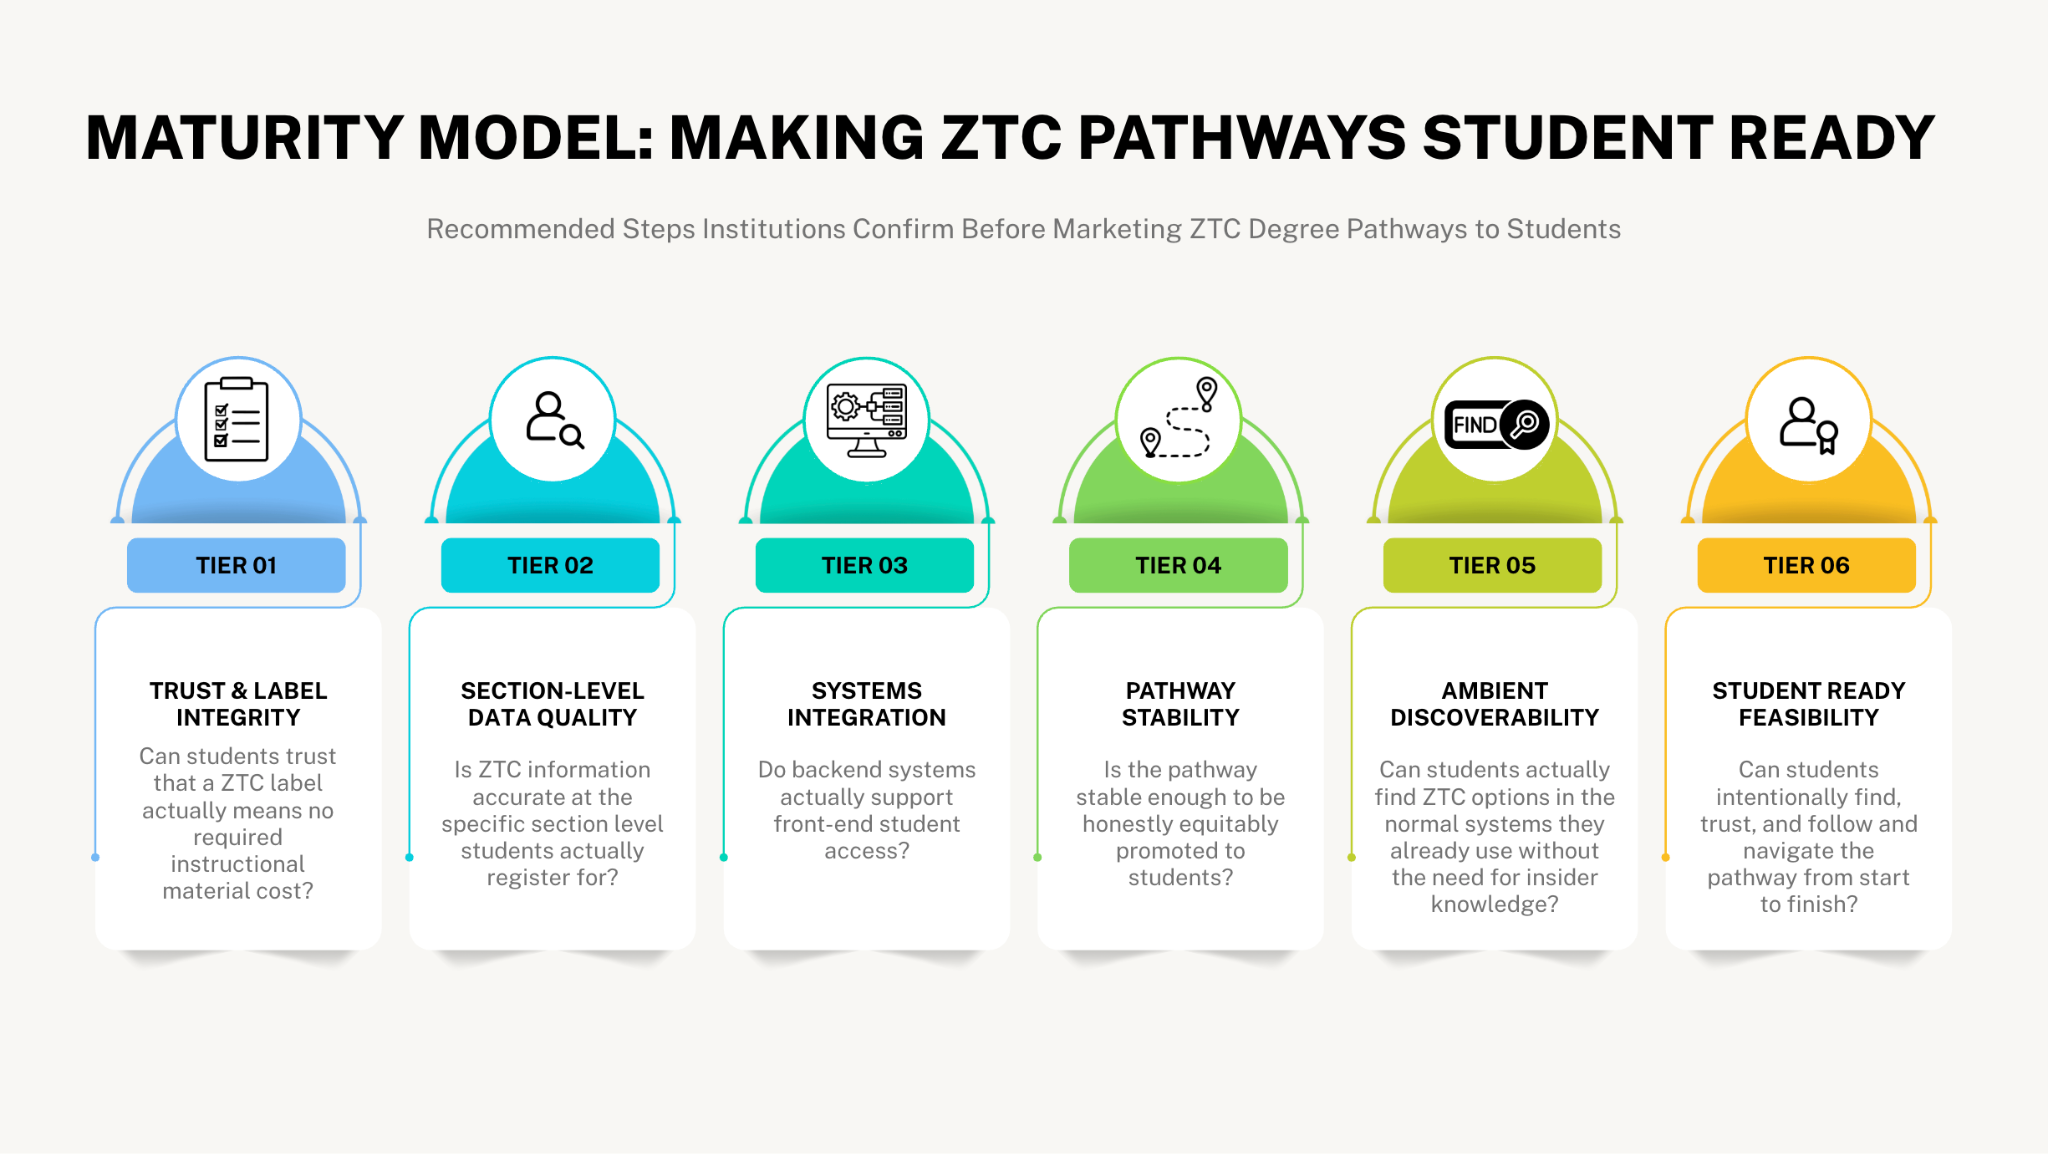 MATURITY MODEL: MAKING ZTC PATHWAYS STUDENT READY
Recommended Steps Institutions Confirm Before Marketing ZTC Degree Pathways to Students
TIER 01
TRUST & LABEL
INTEGRITY
Can students trust
that a ZTC label
actually means no
required
instructional
material cost?
TIER 02
SECTION-LEVEL
DATA QUALITY
Is ZTC information
accurate at the
specific section level
students actually
register for?
TIER 03
SYSTEMS
INTEGRATION
Do backend systems
actually support
front-end student
access?
TIER 04
PATHWAY
STABILITY
Is the pathway
stable enough to be
honestly equitably
promoted to
students?
FIND
TIER 05
AMBIENT
DISCOVERABILITY
Can students actually
find ZTC options in the
normal systems they
already use without
the need for insider
knowledge?
TIER 06
STUDENT READY
FEASIBILITY
Can students
intentionally find,
trust, and follow and
navigate the
pathway from start
to finish?